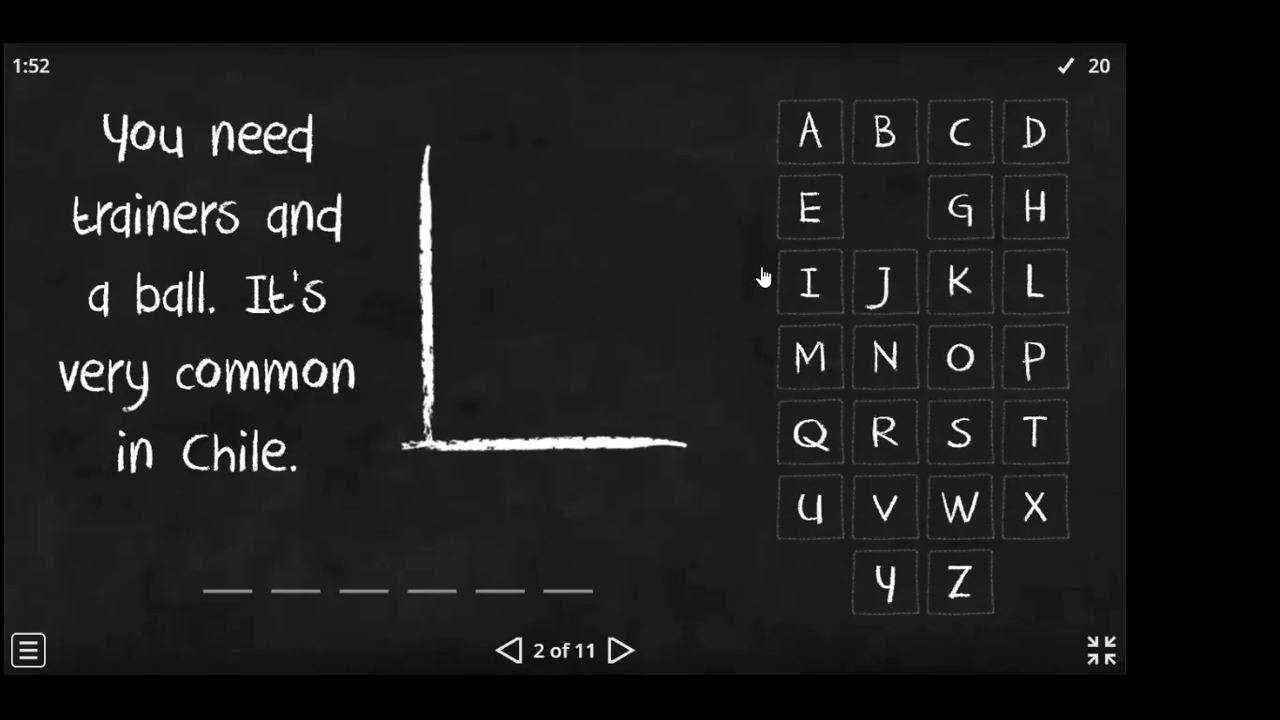 1:52
✓ 20
You need
trainers and
a ball. It's
very common
in Chile.
A B C D
E G H
I J K L
M N O P
Q R S T
U V W X
Y Z
2 of 11